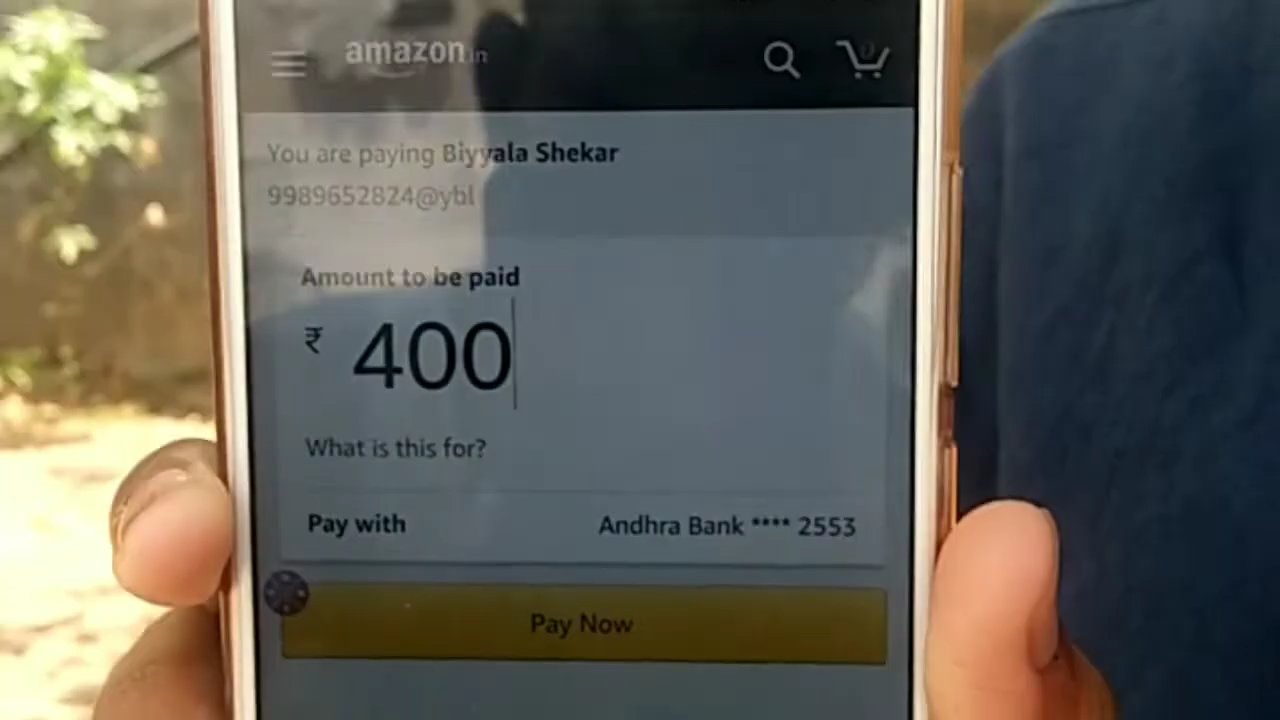 amazon.in
0
You are paying Biyyala Shekar
9989652824@ybl
Amount to be paid
₹ 400
What is this for?
Pay with Andhra Bank **** 2553
Pay Now